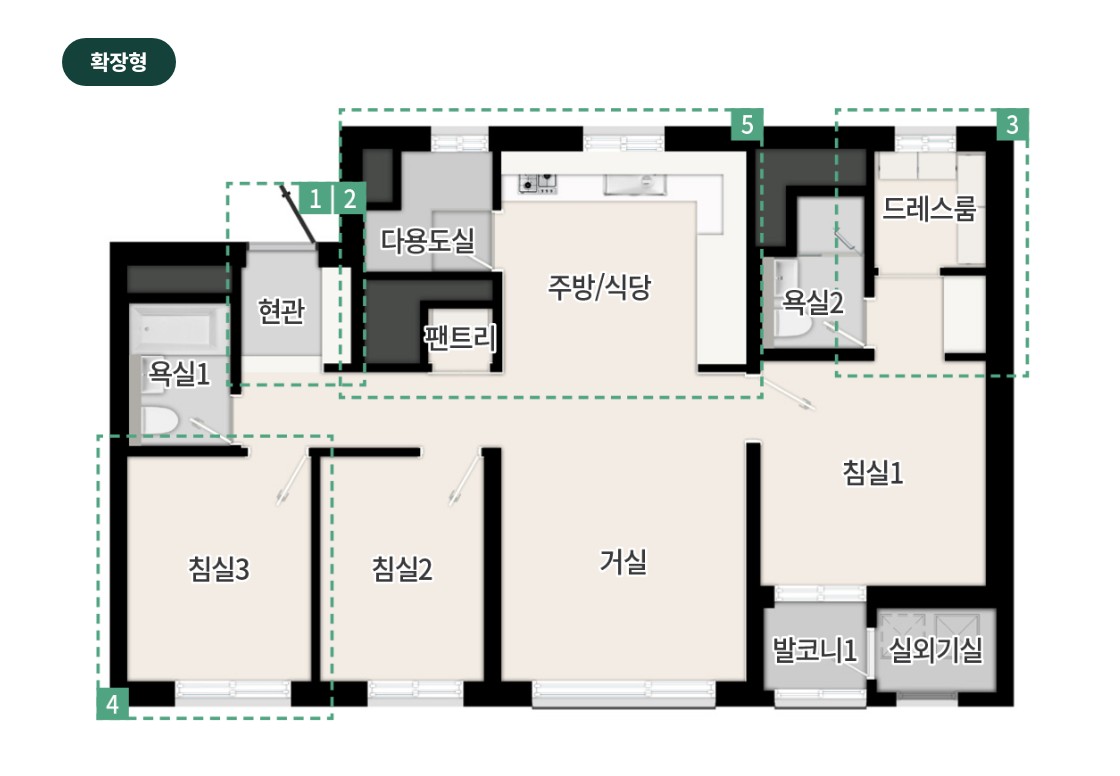 확장형
5
3
1
2
드레스룸
다용도실
주방/식당
욕실2
현관
팬트리
욕실1
침실1
침실3
침실2
거실
발코니1
실외기실
4